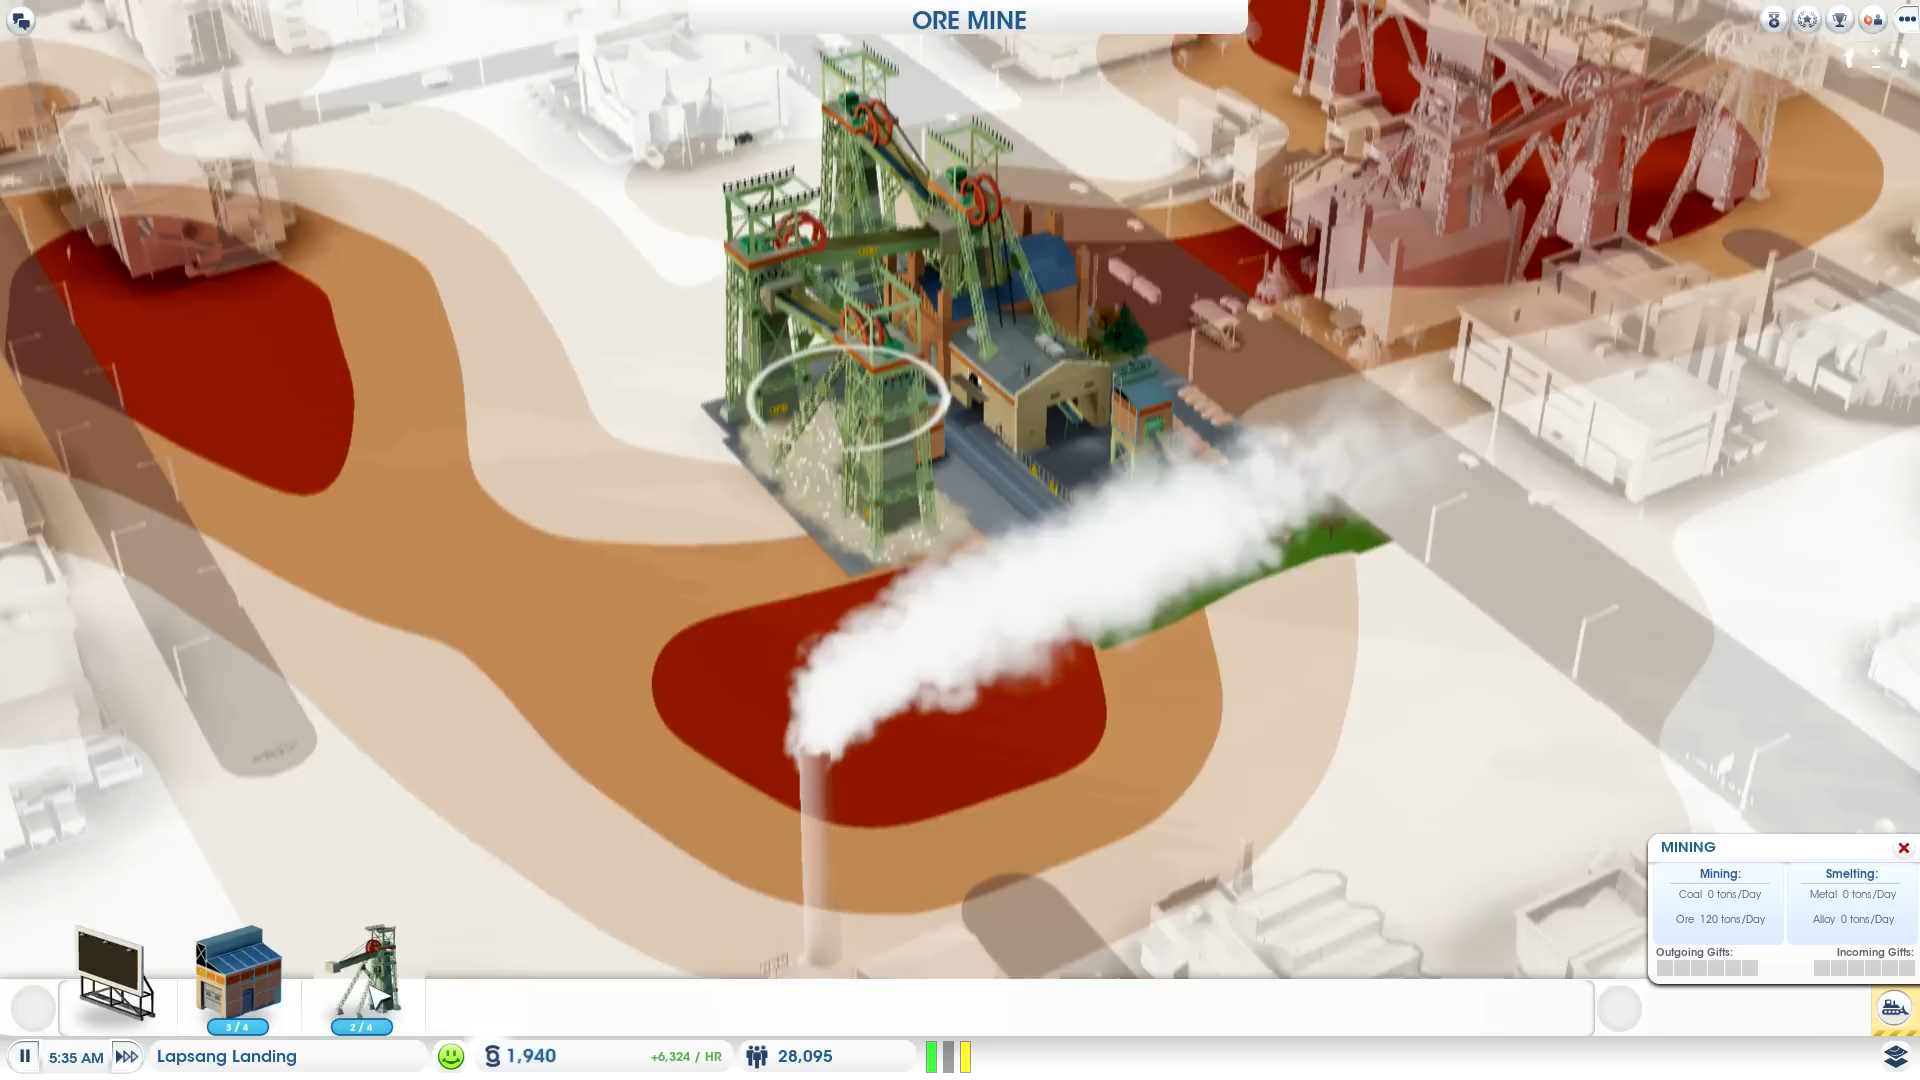 ORE MINE
MINING
Mining:
Smelting:
Coal 0 tons/Day
Metal 0 tons/Day
Ore 120 tons/Day
Alloy 0 tons/Day
Outgoing Gifts:
Incoming Gifts:
3 / 4
2 / 4
5:35 AM
Lapsang Landing
1,940
+6,324 / HR
28,095